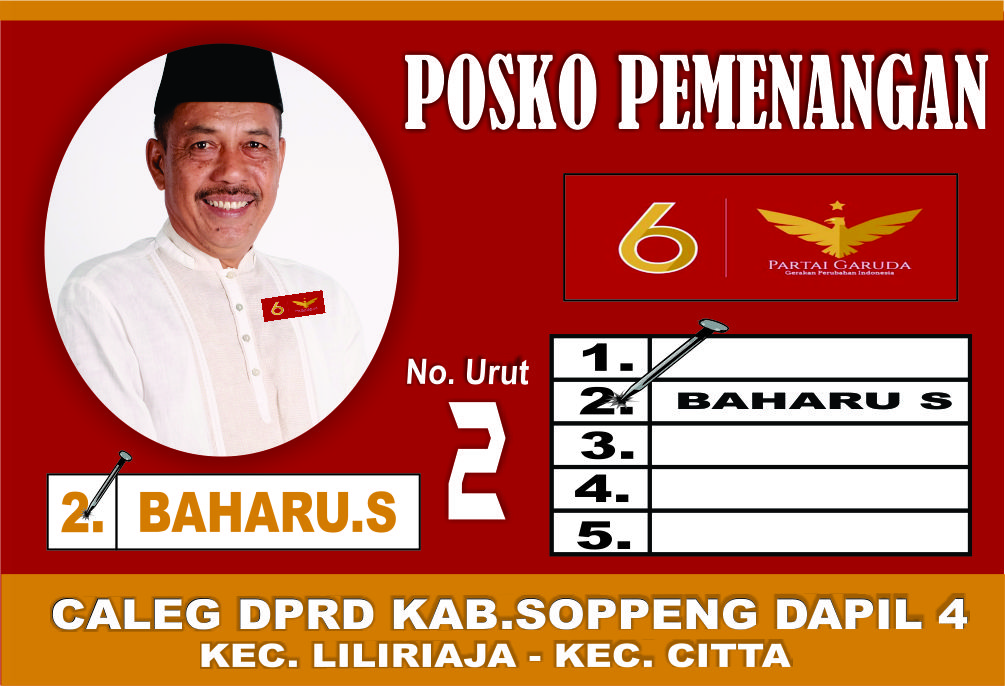 POSKO PEMENANGAN
6
PARTAI GARUDA
Gerakan Perubahan Indonesia
6
No. Urut
2
1.
2. BAHARU S
3.
4.
5.
2. BAHARU.S
CALEG DPRD KAB.SOPPENG DAPIL 4
KEC. LILIRIAJA - KEC. CITTA